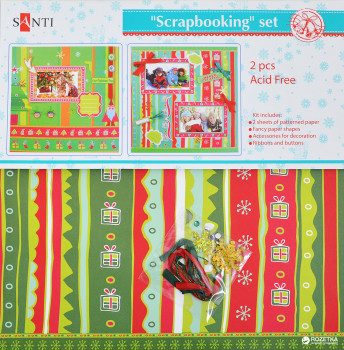 SANTI
"Scrapbooking" set
2 pcs
Acid Free
Kit includes:
•2 sheets of patterned paper
•Fancy paper shapes
•Accessories for decoration
•Ribbons and buttons
ROZETKA